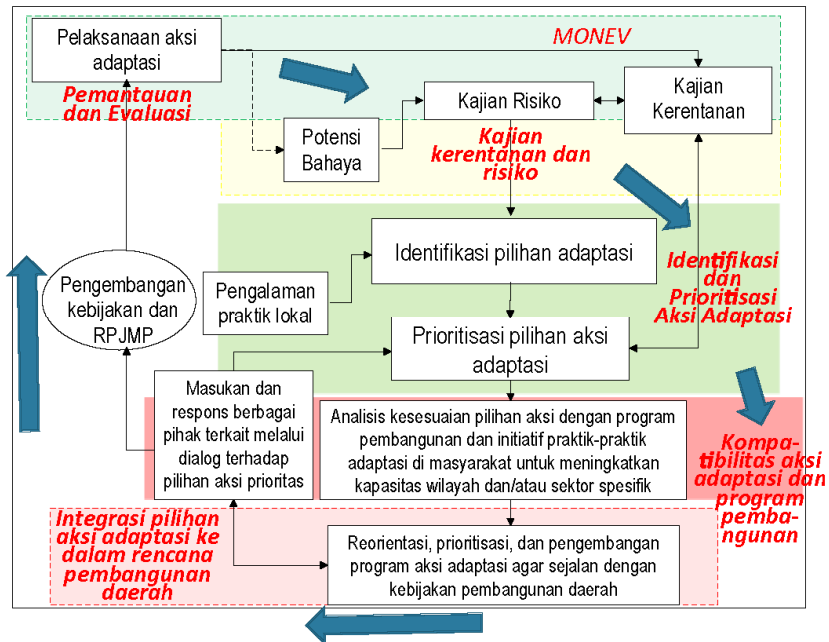 Pelaksanaan aksi
adaptasi
MONEV
Pemantauan
dan Evaluasi
Kajian Risiko
Kajian
Kerentanan
Potensi
Bahaya
Kajian
kerentanan dan
risiko
Identifikasi pilihan adaptasi
Identifikasi
dan
Prioritisasi
Aksi Adaptasi
Pengembangan
kebijakan dan
RPJMP
Pengalaman
praktik lokal
Prioritisasi pilihan aksi
adaptasi
Masukan dan
respons berbagai
pihak terkait melalui
dialog terhadap
pilihan aksi prioritas
Analisis kesesuaian pilihan aksi dengan program
pembangunan dan initiatif praktik-praktik
adaptasi di masyarakat untuk meningkatkan
kapasitas wilayah dan/atau sektor spesifik
Kompa-
tibilitas aksi
adaptasi dan
program
pemba-
ngunan
Integrasi pilihan
aksi adaptasi ke
dalam rencana
pembangunan
daerah
Reorientasi, prioritisasi, dan pengembangan
program aksi adaptasi agar sejalan dengan
kebijakan pembangunan daerah